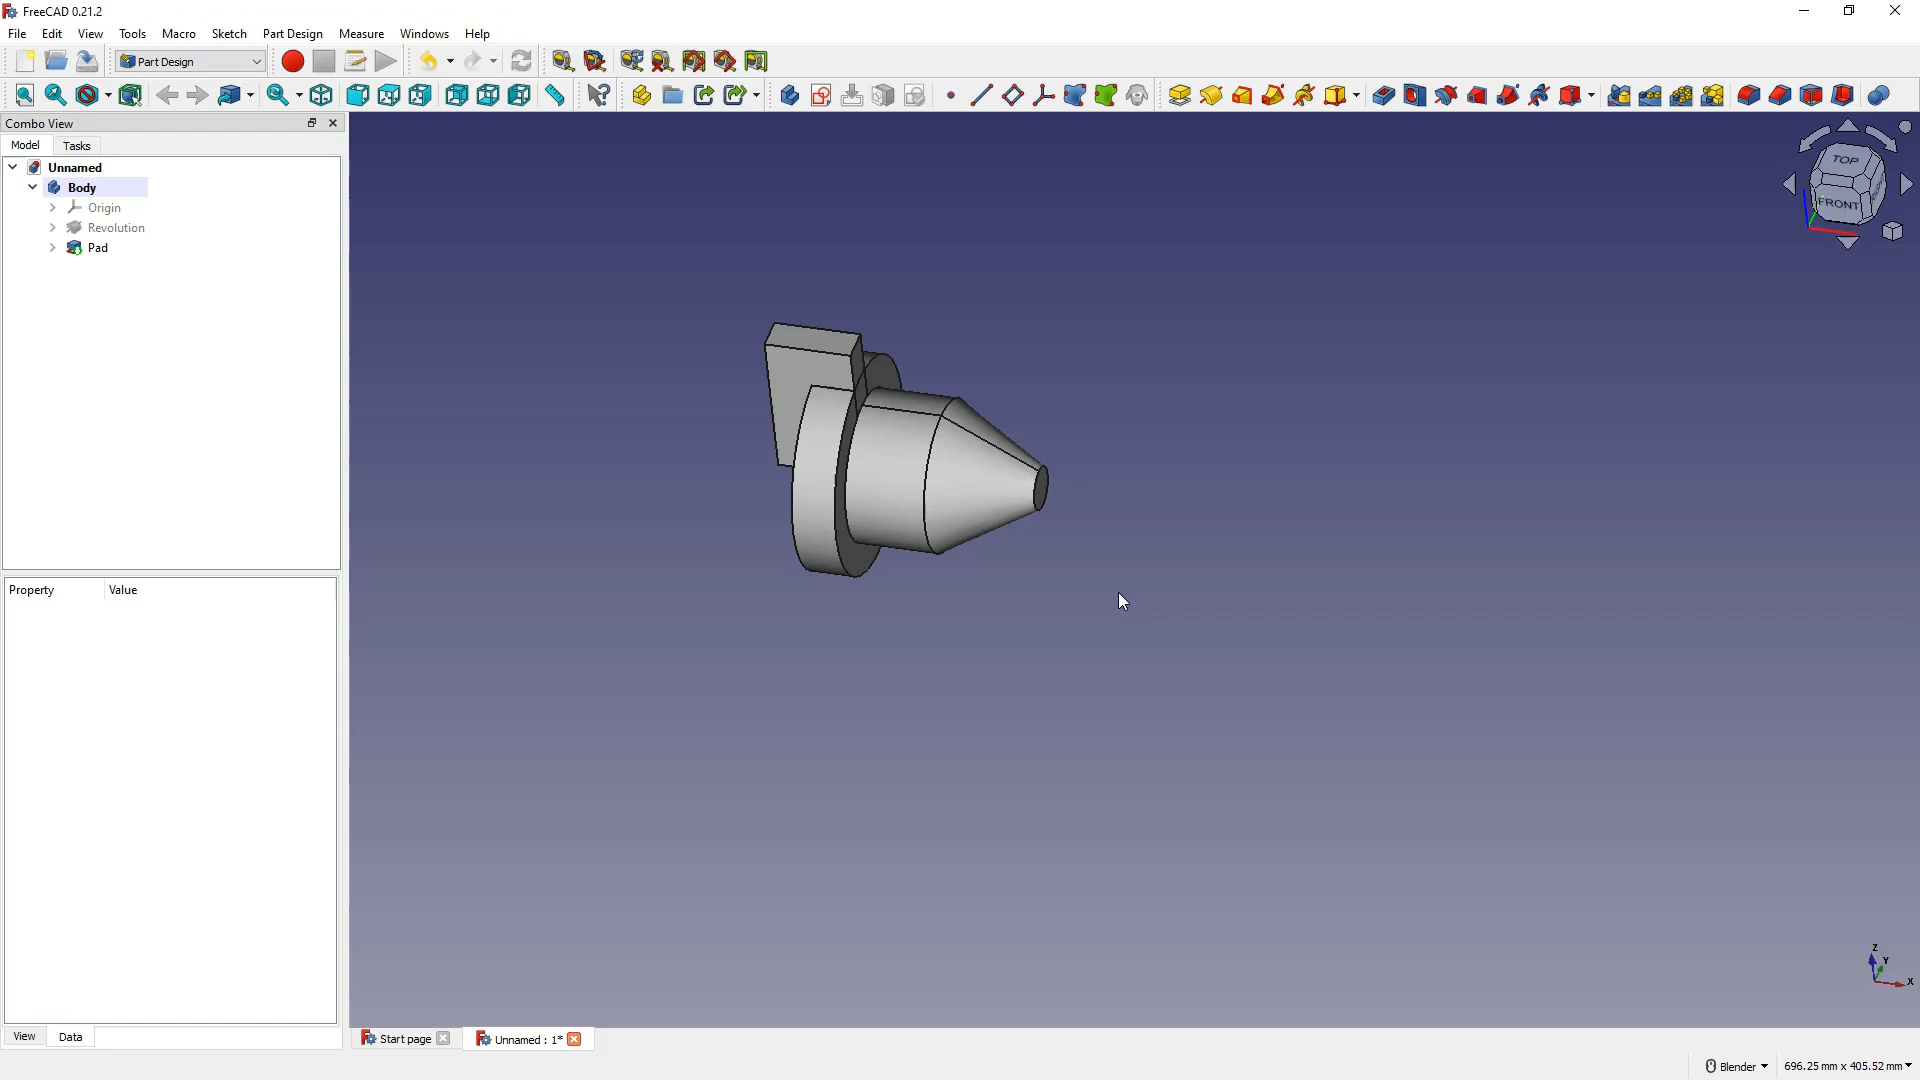 FreeCAD 0.21.2
File Edit View Tools Macro Sketch Part Design Measure Windows Help
Part Design
Combo View
Model Tasks
Unnamed
Body
Origin
Revolution
Pad
TOP
FRONT
Property Value
Z
Y
X
View Data
Start page Unnamed : 1*
Blender 696.25 mm x 405.52 mm